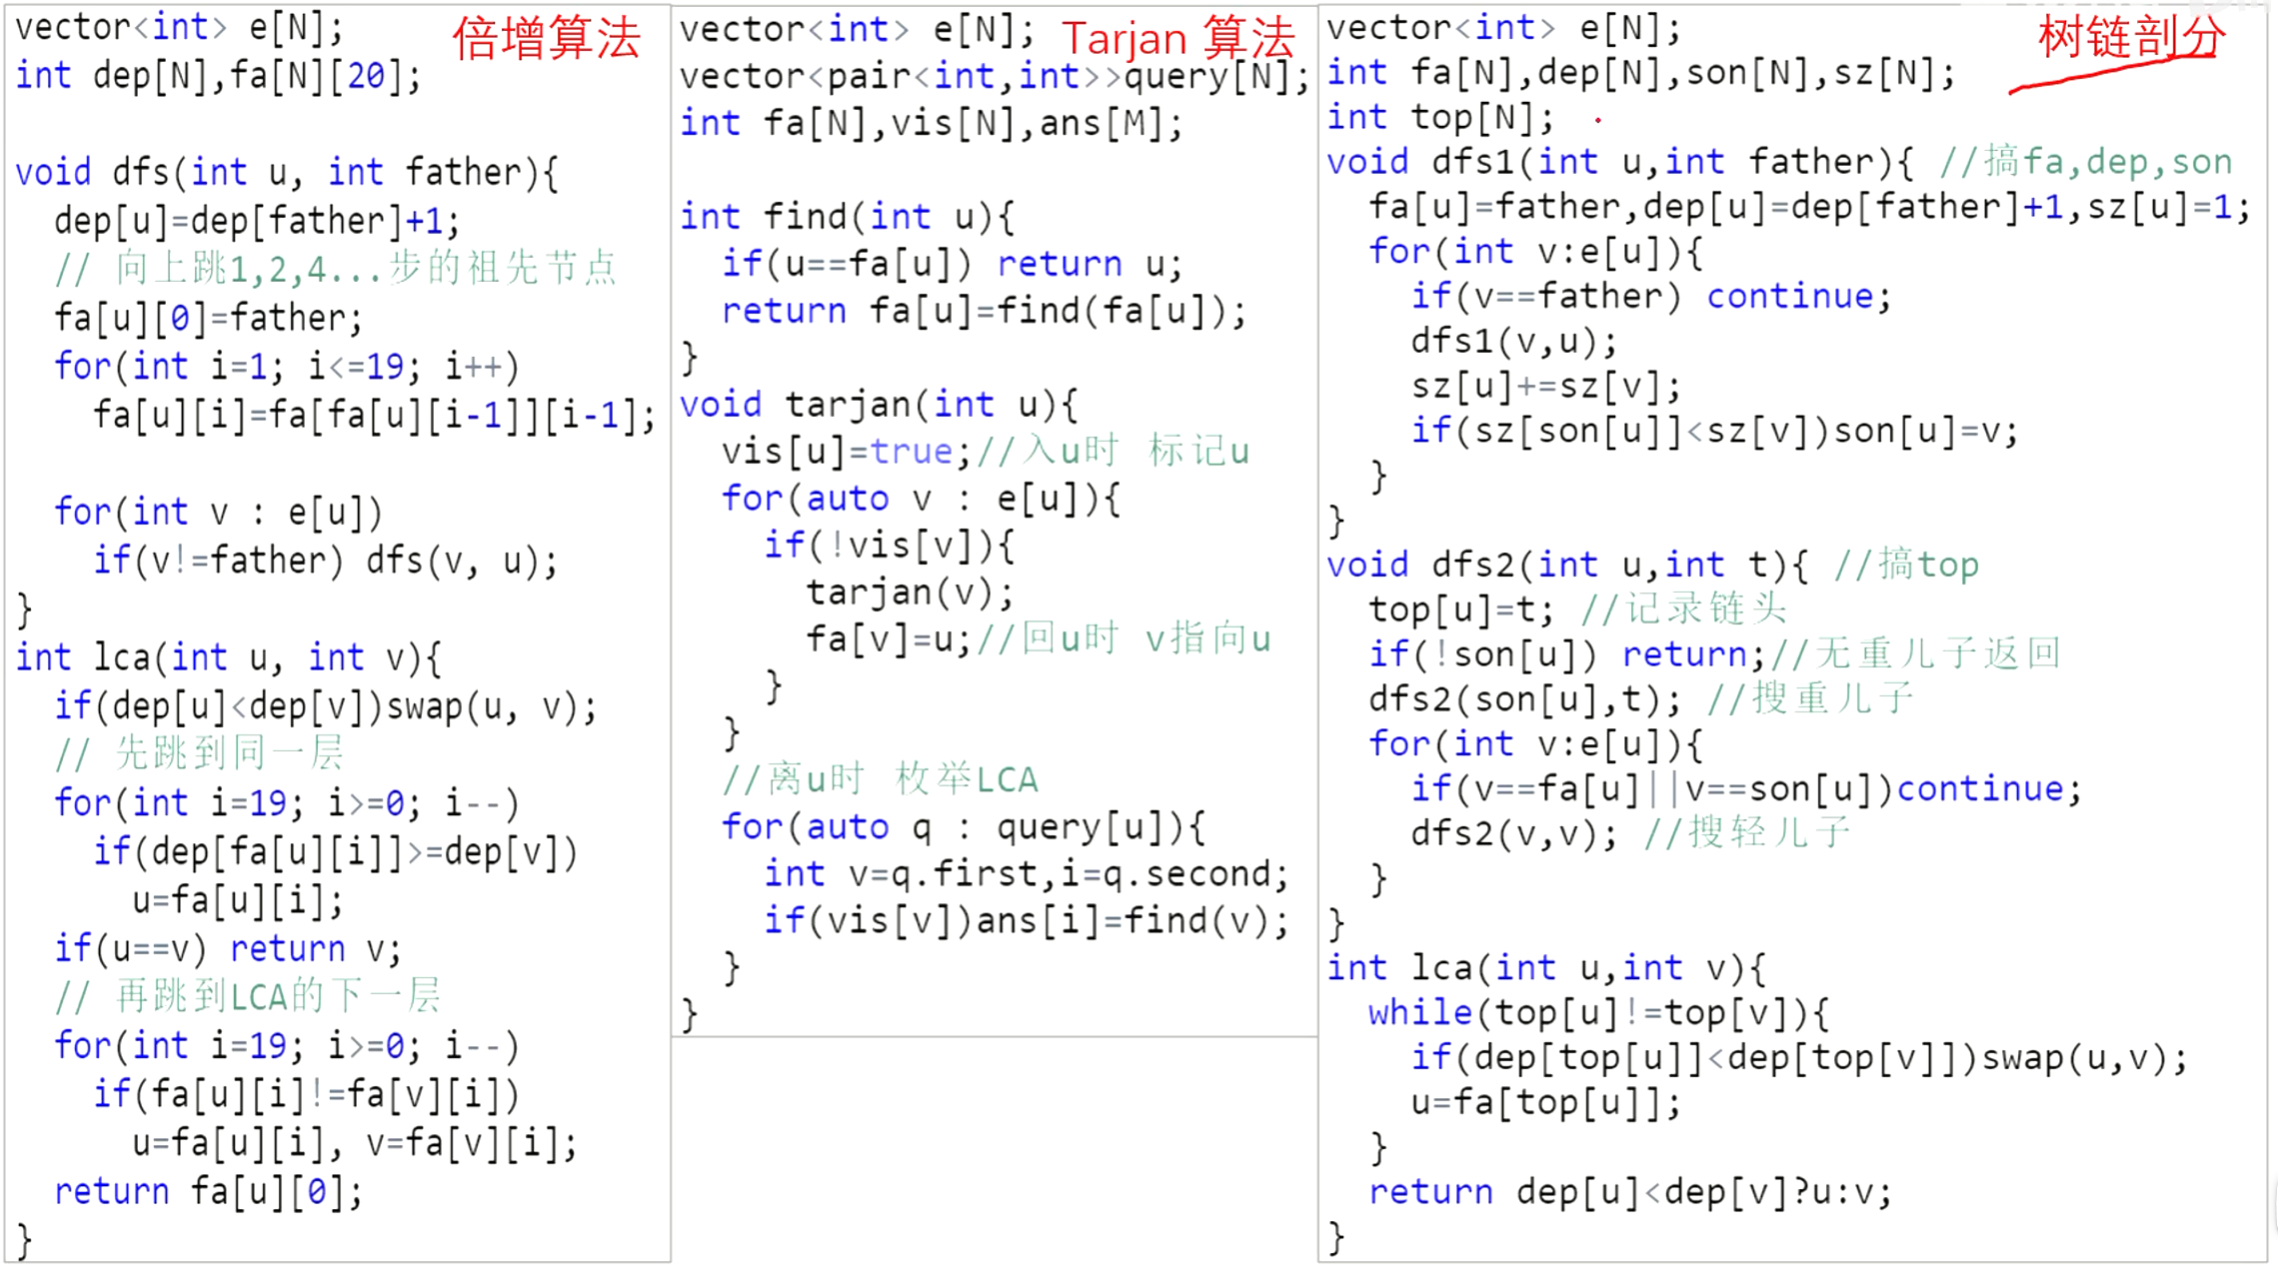 倍增算法
vector<int> e[N];
int dep[N],fa[N][20];
void dfs(int u, int father){
dep[u]=dep[father]+1;
// 向上跳1,2,4...步的祖先节点
fa[u][0]=father;
for(int i=1; i<=19; i++)
fa[u][i]=fa[fa[u][i-1]][i-1];
for(int v : e[u])
if(v!=father) dfs(v, u);
}
int lca(int u, int v){
if(dep[u]<dep[v])swap(u, v);
// 先跳到同一层
for(int i=19; i>=0; i--)
if(dep[fa[u][i]]>=dep[v])
u=fa[u][i];
if(u==v) return v;
// 再跳到LCA的下一层
for(int i=19; i>=0; i--)
if(fa[u][i]!=fa[v][i])
u=fa[u][i], v=fa[v][i];
return fa[u][0];
}
Tarjan 算法
vector<int> e[N];
vector<pair<int,int>>query[N];
int fa[N],vis[N],ans[M];
int find(int u){
if(u==fa[u]) return u;
return fa[u]=find(fa[u]);
}
void tarjan(int u){
vis[u]=true;//入u时 标记u
for(auto v : e[u]){
if(!vis[v]){
tarjan(v);
fa[v]=u;//回u时 v指向u
}
}
//离u时 枚举LCA
for(auto q : query[u]){
int v=q.first,i=q.second;
if(vis[v])ans[i]=find(v);
}
}
树链剖分
vector<int> e[N];
int fa[N],dep[N],son[N],sz[N];
int top[N];
void dfs1(int u,int father){ //搞fa,dep,son
fa[u]=father,dep[u]=dep[father]+1,sz[u]=1;
for(int v:e[u]){
if(v==father) continue;
dfs1(v,u);
sz[u]+=sz[v];
if(sz[son[u]]<sz[v])son[u]=v;
}
}
void dfs2(int u,int t){ //搞top
top[u]=t; //记录链头
if(!son[u]) return;//无重儿子返回
dfs2(son[u],t); //搜重儿子
for(int v:e[u]){
if(v==fa[u]||v==son[u])continue;
dfs2(v,v); //搜轻儿子
}
}
int lca(int u,int v){
while(top[u]!=top[v]){
if(dep[top[u]]<dep[top[v]])swap(u,v);
u=fa[top[u]];
}
return dep[u]<dep[v]?u:v;
}